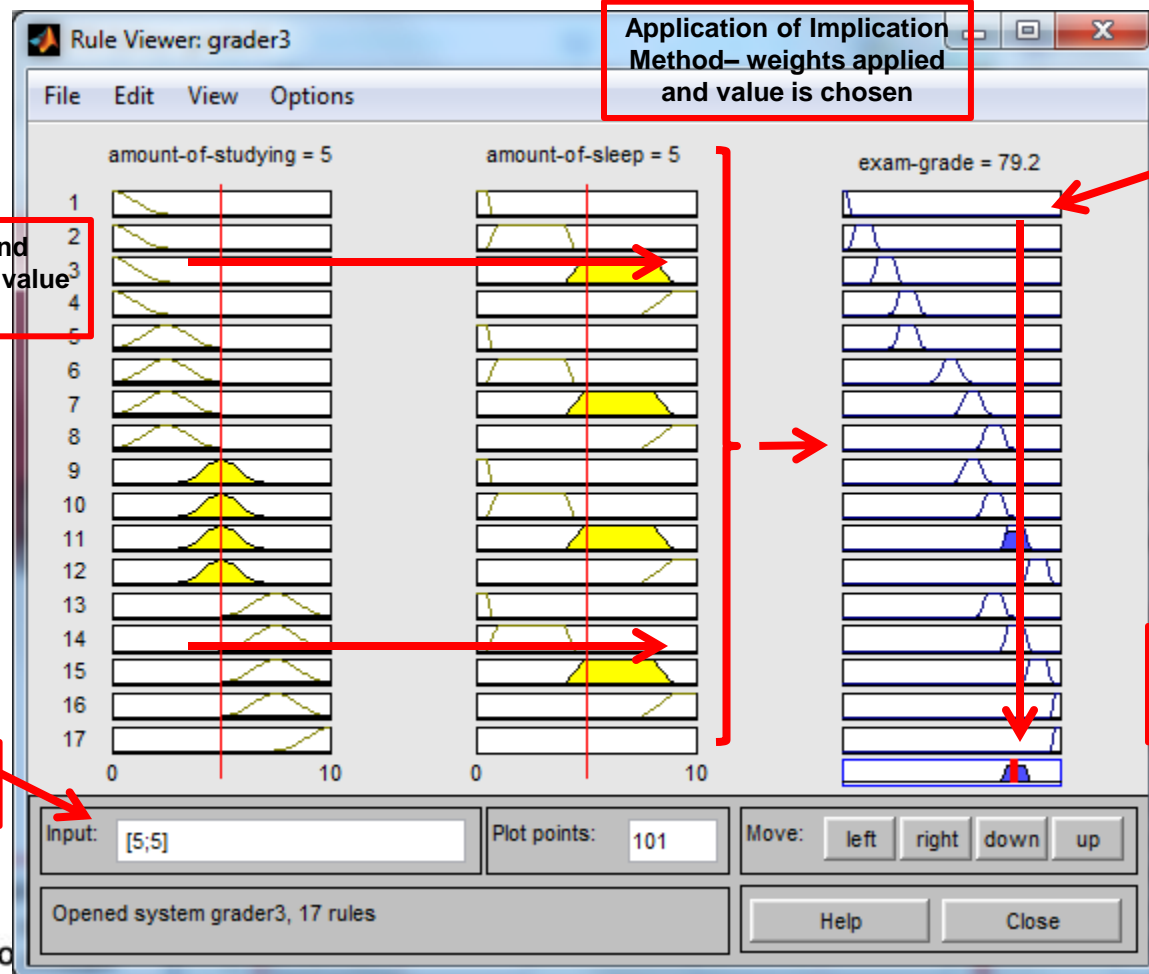 Rule Viewer: grader3
Application of Implication
Method– weights applied
and value is chosen
File Edit View Options
amount-of-studying = 5
amount-of-sleep = 5
exam-grade = 79.2
1
2
3
4
5
6
7
8
9
10
11
12
13
14
15
16
17
value
0 10
0 10
Input: [5;5]
Plot points: 101
Move: left right down up
Opened system grader3, 17 rules
Help Close